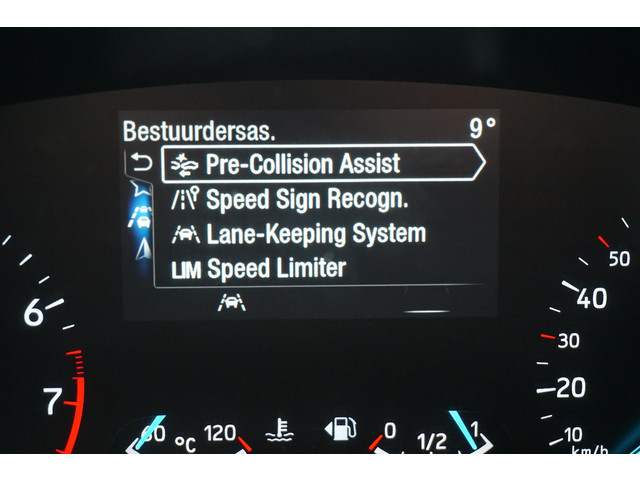 Bestuurdersas. 9°
Pre-Collision Assist
Speed Sign Recogn.
Lane-Keeping System
LIM Speed Limiter
6
7
50
40
30
20
10
km/h
60 °C 120
0 1/2 1